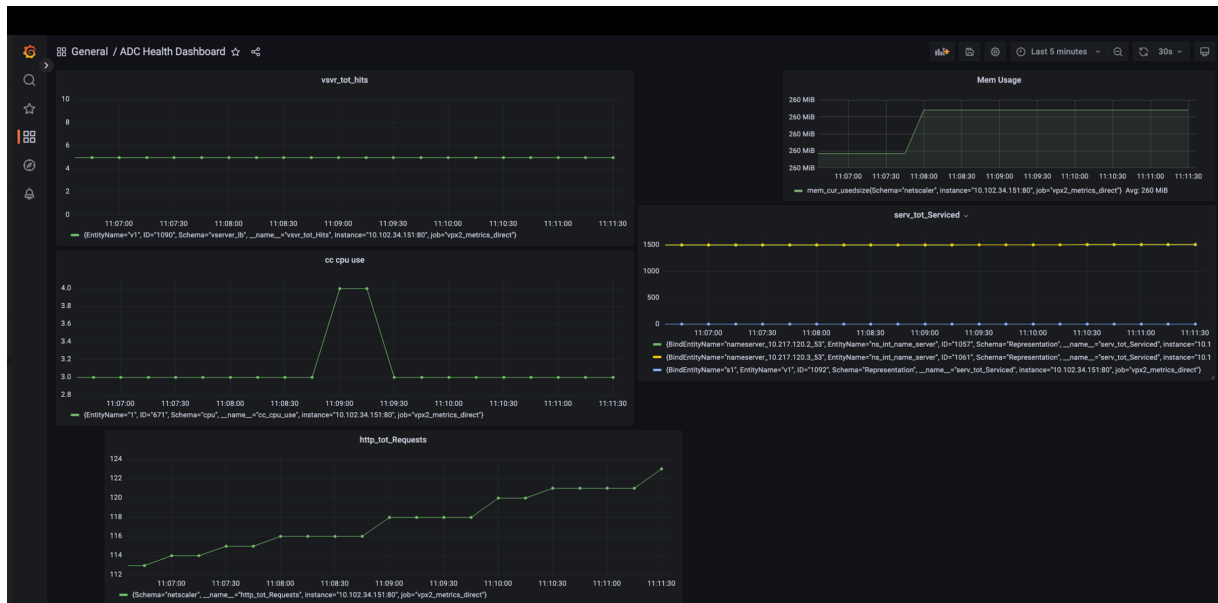 General / ADC Health Dashboard
Last 5 minutes
30s
vsvr_tot_hits
10
8
6
4
2
0
11:07:00 11:07:30 11:08:00 11:08:30 11:09:00 11:09:30 11:10:00 11:10:30 11:11:00 11:11:30
{EntityName="v1", ID="1090", Schema="vserver_lb", __name__="vsvr_tot_Hits", instance="10.102.34.151:80", job="vpx2_metrics_direct"}
Mem Usage
260 MiB
260 MiB
260 MiB
260 MiB
260 MiB
11:07:00 11:07:30 11:08:00 11:08:30 11:09:00 11:09:30 11:10:00 11:10:30 11:11:00 11:11:30
mem_cur_usedsize{Schema="netscaler", instance="10.102.34.151:80", job="vpx2_metrics_direct"} Avg: 260 MiB
serv_tot_Serviced
1500
1000
500
0
11:07:00 11:07:30 11:08:00 11:08:30 11:09:00 11:09:30 11:10:00 11:10:30 11:11:00 11:11:30
{BindEntityName="nameserver_10.217.120.2_53", EntityName="ns_int_name_server", ID="1057", Schema="Representation", __name__="serv_tot_Serviced", instance="10.1
{BindEntityName="nameserver_10.217.120.3_53", EntityName="ns_int_name_server", ID="1061", Schema="Representation", __name__="serv_tot_Serviced", instance="10.1
{BindEntityName="s1", EntityName="v1", ID="1092", Schema="Representation", __name__="serv_tot_Serviced", instance="10.102.34.151:80", job="vpx2_metrics_direct"}
cc cpu use
4.0
3.8
3.6
3.4
3.2
3.0
2.8
11:07:00 11:07:30 11:08:00 11:08:30 11:09:00 11:09:30 11:10:00 11:10:30 11:11:00 11:11:30
{EntityName="1", ID="671", Schema="cpu", __name__="cc_cpu_use", instance="10.102.34.151:80", job="vpx2_metrics_direct"}
http_tot_Requests
124
122
120
118
116
114
112
11:07:00 11:07:30 11:08:00 11:08:30 11:09:00 11:09:30 11:10:00 11:10:30 11:11:00 11:11:30
{Schema="netscaler", __name__="http_tot_Requests", instance="10.102.34.151:80", job="vpx2_metrics_direct"}